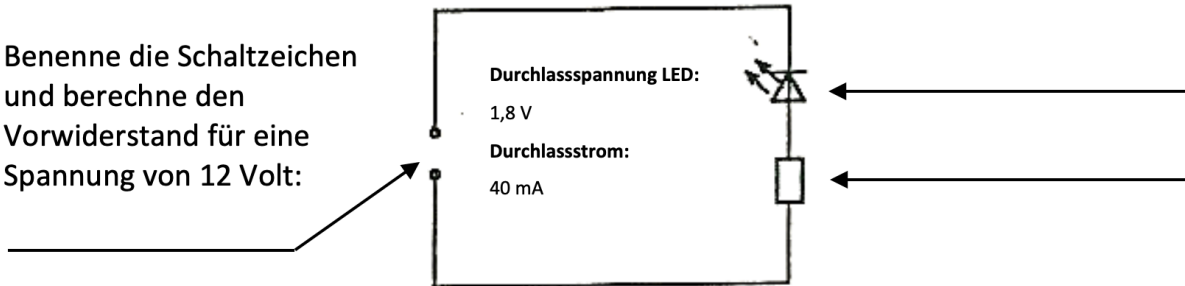 Benenne die Schaltzeichen
und berechne den
Vorwiderstand für eine
Spannung von 12 Volt:
Durchlassspannung LED:
1,8 V
Durchlassstrom:
40 mA